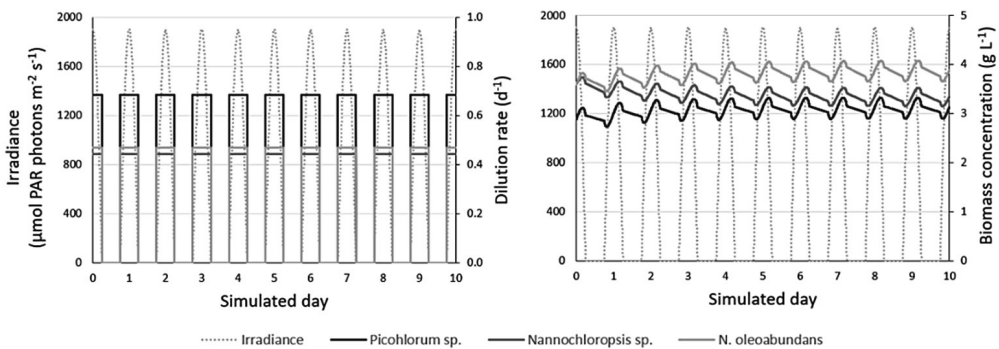 2000
1600
1200
800
400
0
Irradiance
(µmol PAR photons m-2 s-1)
1.0
0.8
0.6
0.4
0.2
0.0
Dilution rate (d-1)
0 1 2 3 4 5 6 7 8 9 10
Simulated day
2000
1600
1200
800
400
0
5
4
3
2
1
0
Biomass concentration (g L-1)
0 1 2 3 4 5 6 7 8 9 10
Simulated day
Irradiance Picohlorum sp. Nannochloropsis sp. N. oleoabundans